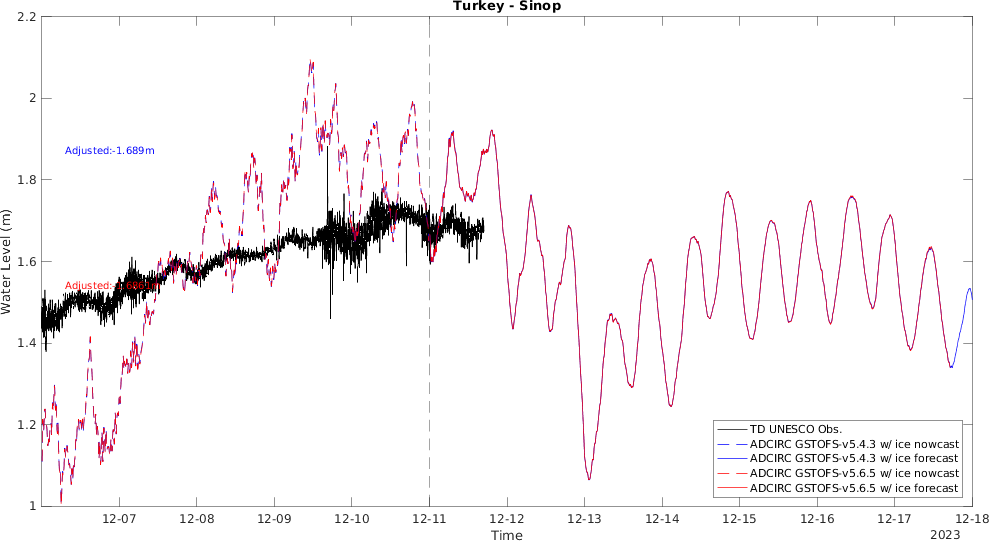 Turkey - Sinop
2.2
2
1.8
1.6
1.4
1.2
1
Water Level (m)
Adjusted:-1.689m
Adjusted:-
12-07
12-08
12-09
12-10
12-11
12-12
12-13
12-14
12-15
12-16
12-17
12-18
Time
2023
TD UNESCO Obs.
ADCIRC GSTOFS-v5.4.3 w/ ice nowcast
ADCIRC GSTOFS-v5.4.3 w/ ice forecast
ADCIRC GSTOFS-v5.6.5 w/ ice nowcast
ADCIRC GSTOFS-v5.6.5 w/ ice forecast